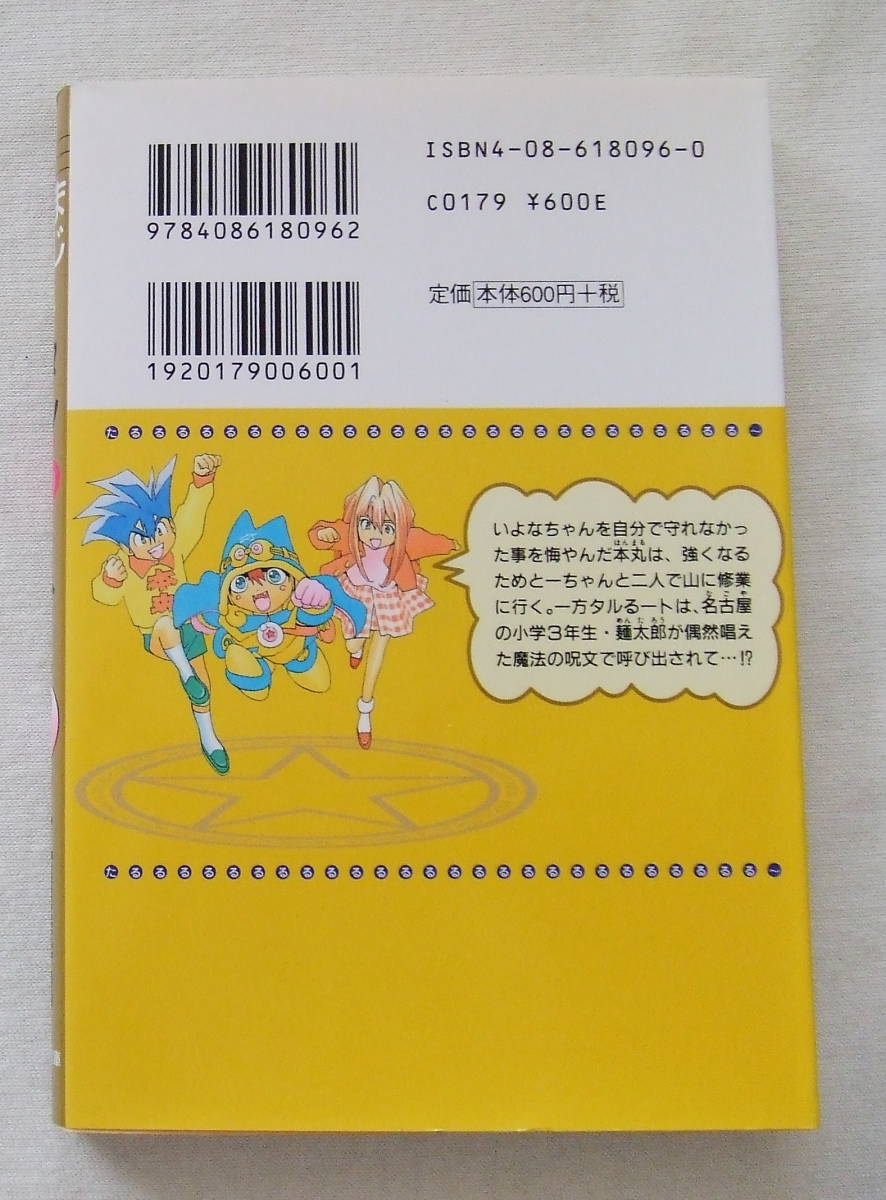 ISBN4-08-618096-0
C0179 ¥600E
9784086180962
定価 本体600円+税
1920179006001
たるるるるるるるるるるるるるるるるるるるるるるるるるるー
本丸
いよなちゃんを自分で守れなかっ
た事を悔やんだ本丸は、強くなる
ためとーちゃんと二人で山に修業
に行く。一方タルるートは、名古屋
の小学3年生・麺太郎が偶然唱え
た魔法の呪文で呼び出されて…!?
たるるるるるるるるるるるるるるるるるるるるるるるるるるー